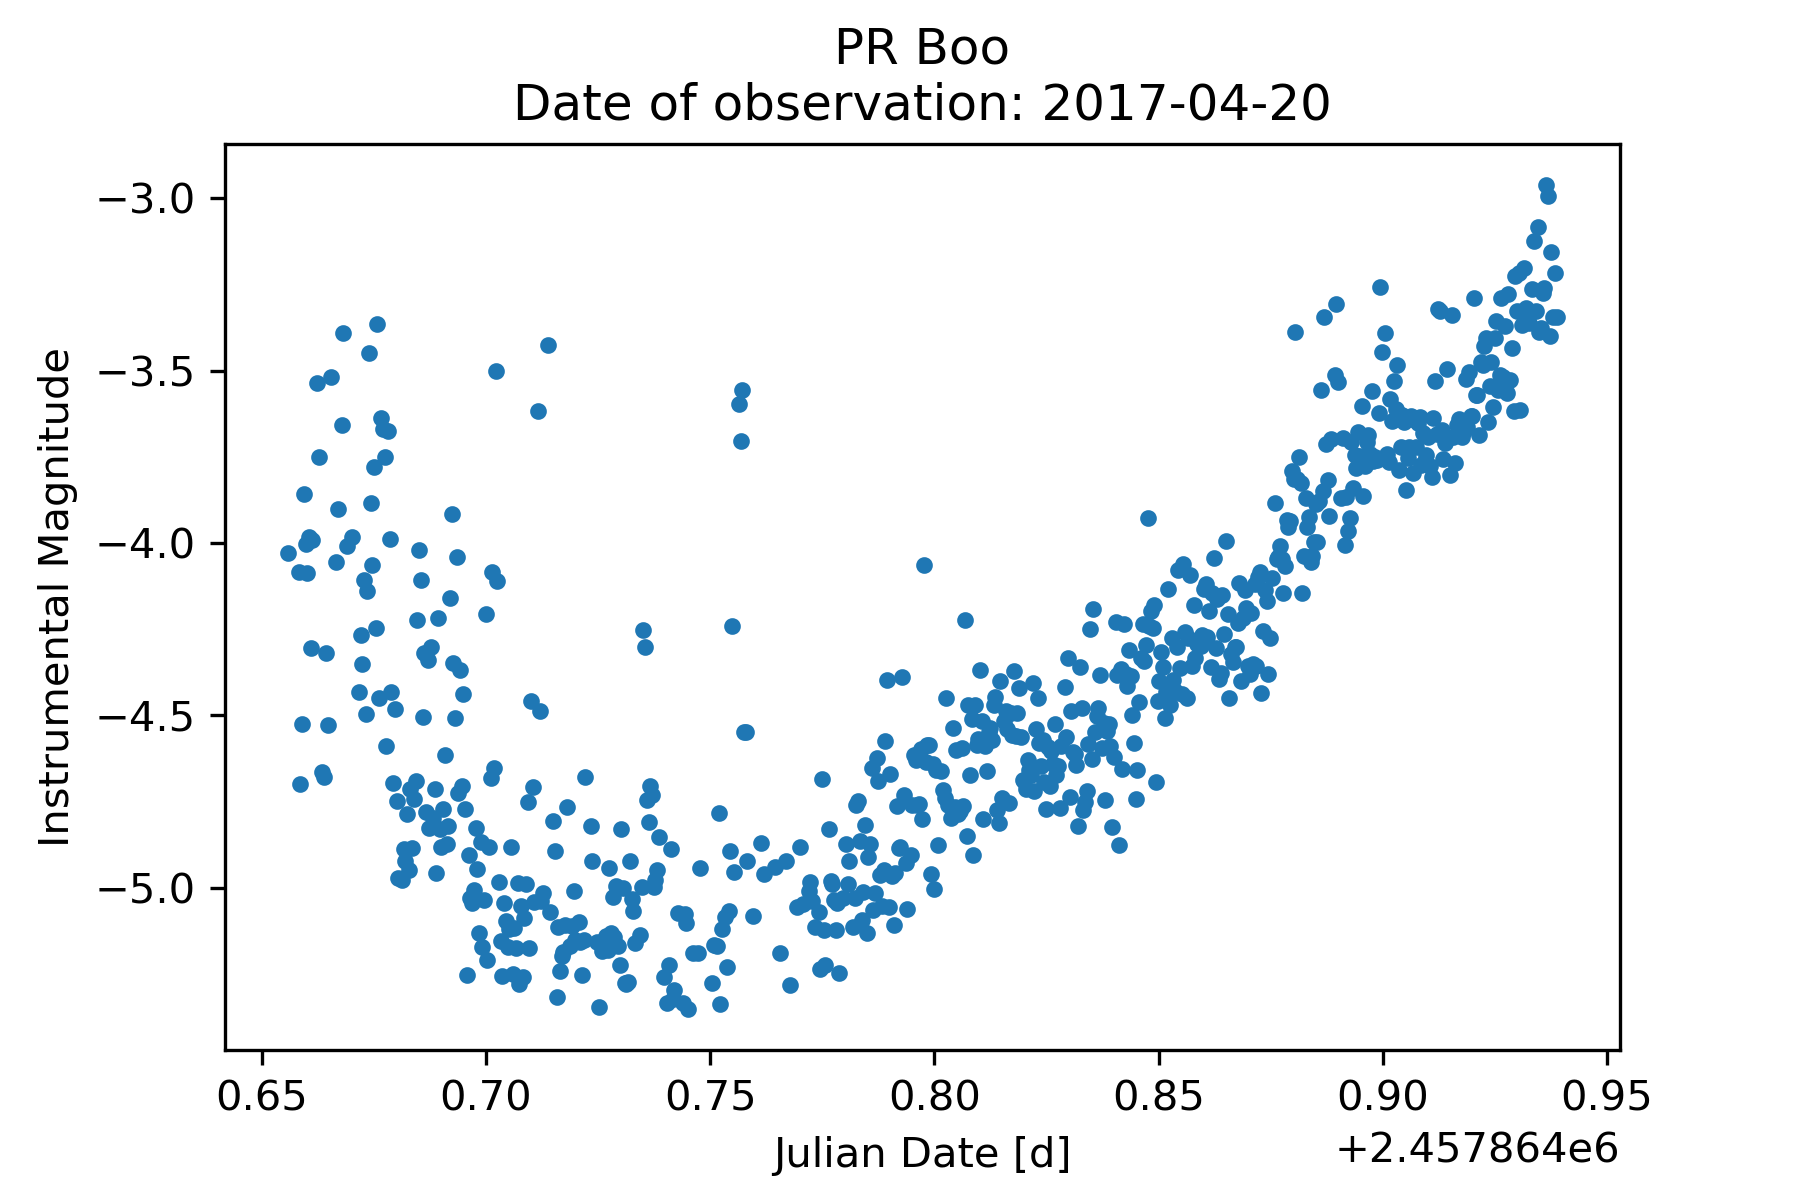 PR Boo
Date of observation: 2017-04-20
Instrumental Magnitude
−3.0
−3.5
−4.0
−4.5
−5.0
0.65 0.70 0.75 0.80 0.85 0.90 0.95
Julian Date [d]
+2.457864e6